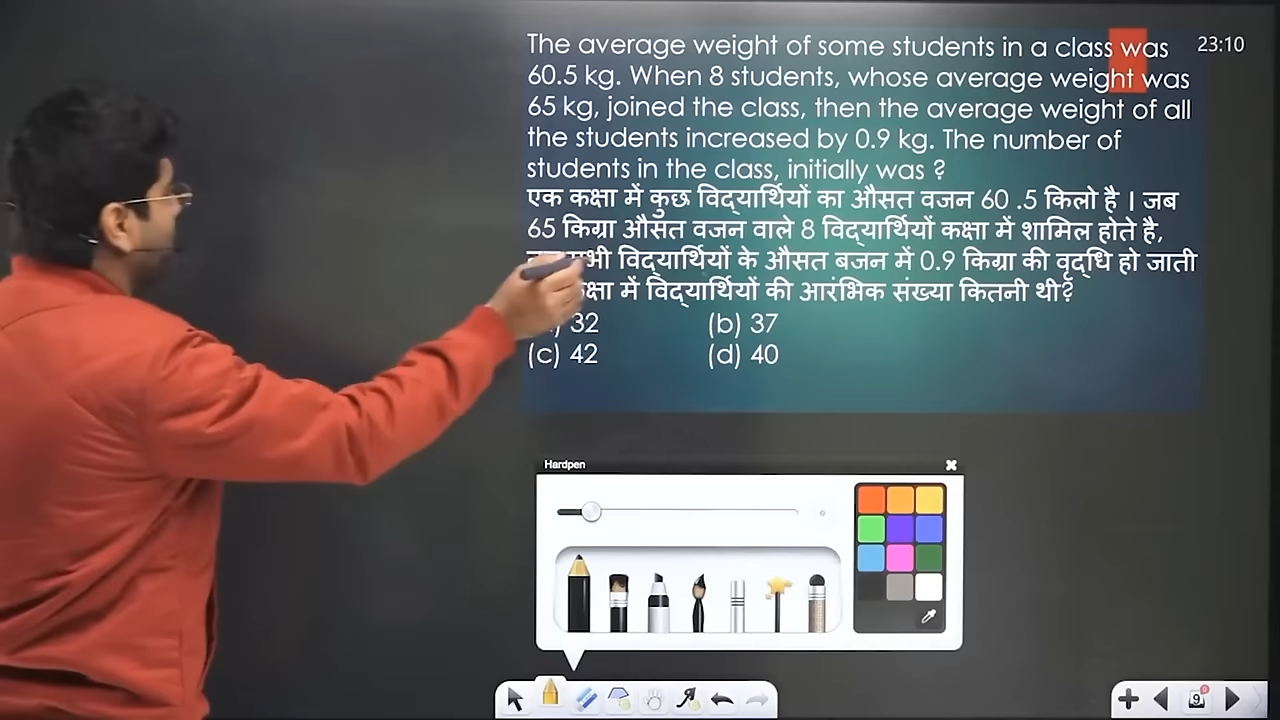 The average weight of some students in a class was
23:10
60.5 kg. When 8 students, whose average weight was
65 kg, joined the class, then the average weight of all
the students increased by 0.9 kg. The number of
students in the class, initially was ?
एक कक्षा में कुछ विद्यार्थियों का औसत वजन 60 .5 किलो है । जब
65 किग्रा औसत वजन वाले 8 विद्यार्थियों कक्षा में शामिल होते है,
विद्यार्थियों के औसत बजन में 0.9 किग्रा की वृद्धि हो जाती
में विद्यार्थियों की आरंभिक संख्या कितनी थी?
32 (b) 37
(c) 42 (d) 40
Hardpen
9